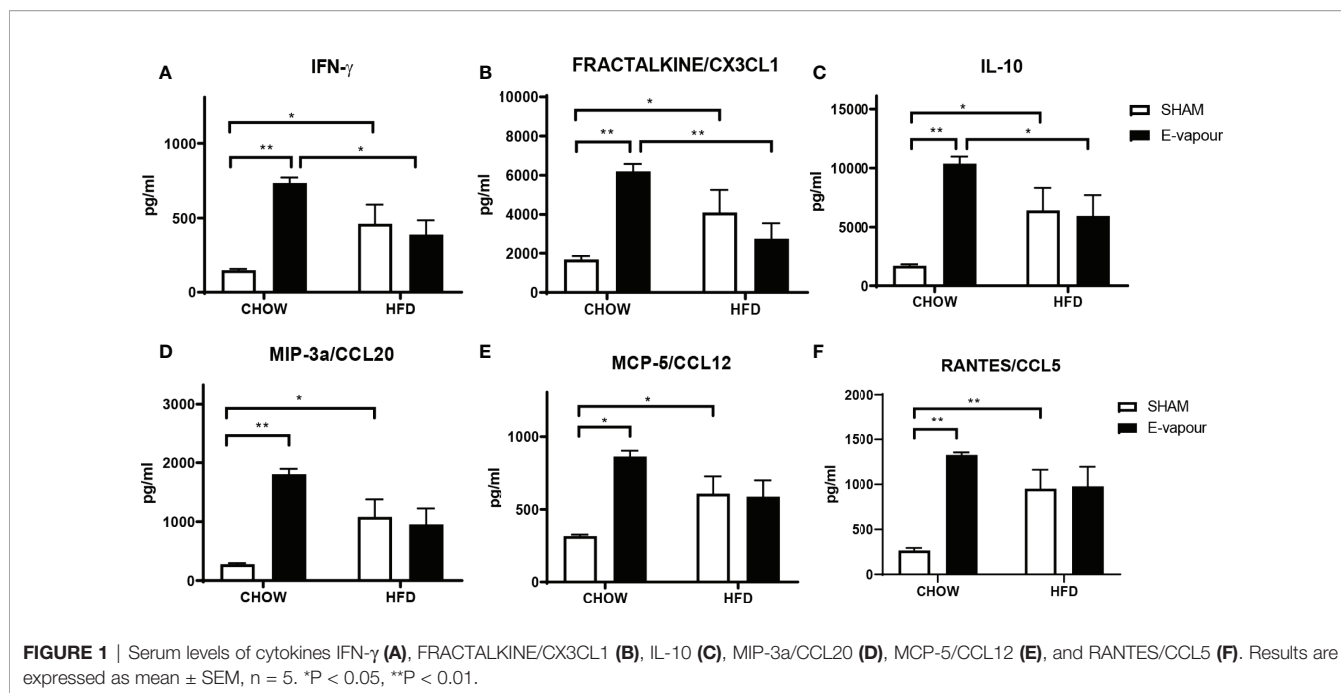 A
IFN-γ
1000
500
0
pg/ml
*
**
*
CHOW
HFD
B
FRACTALKINE/CX3CL1
10000
8000
6000
4000
2000
0
pg/ml
*
**
**
CHOW
HFD
C
IL-10
15000
10000
5000
0
pg/ml
*
**
*
CHOW
HFD
SHAM
E-vapour
D
MIP-3a/CCL20
3000
2000
1000
0
pg/ml
*
**
CHOW
HFD
E
MCP-5/CCL12
1000
500
0
pg/ml
*
*
CHOW
HFD
F
RANTES/CCL5
2000
1500
1000
500
0
pg/ml
**
**
CHOW
HFD
SHAM
E-vapour
FIGURE 1 | Serum levels of cytokines IFN-γ (A), FRACTALKINE/CX3CL1 (B), IL-10 (C), MIP-3a/CCL20 (D), MCP-5/CCL12 (E), and RANTES/CCL5 (F). Results are
expressed as mean ± SEM, n = 5. *P < 0.05, **P < 0.01.